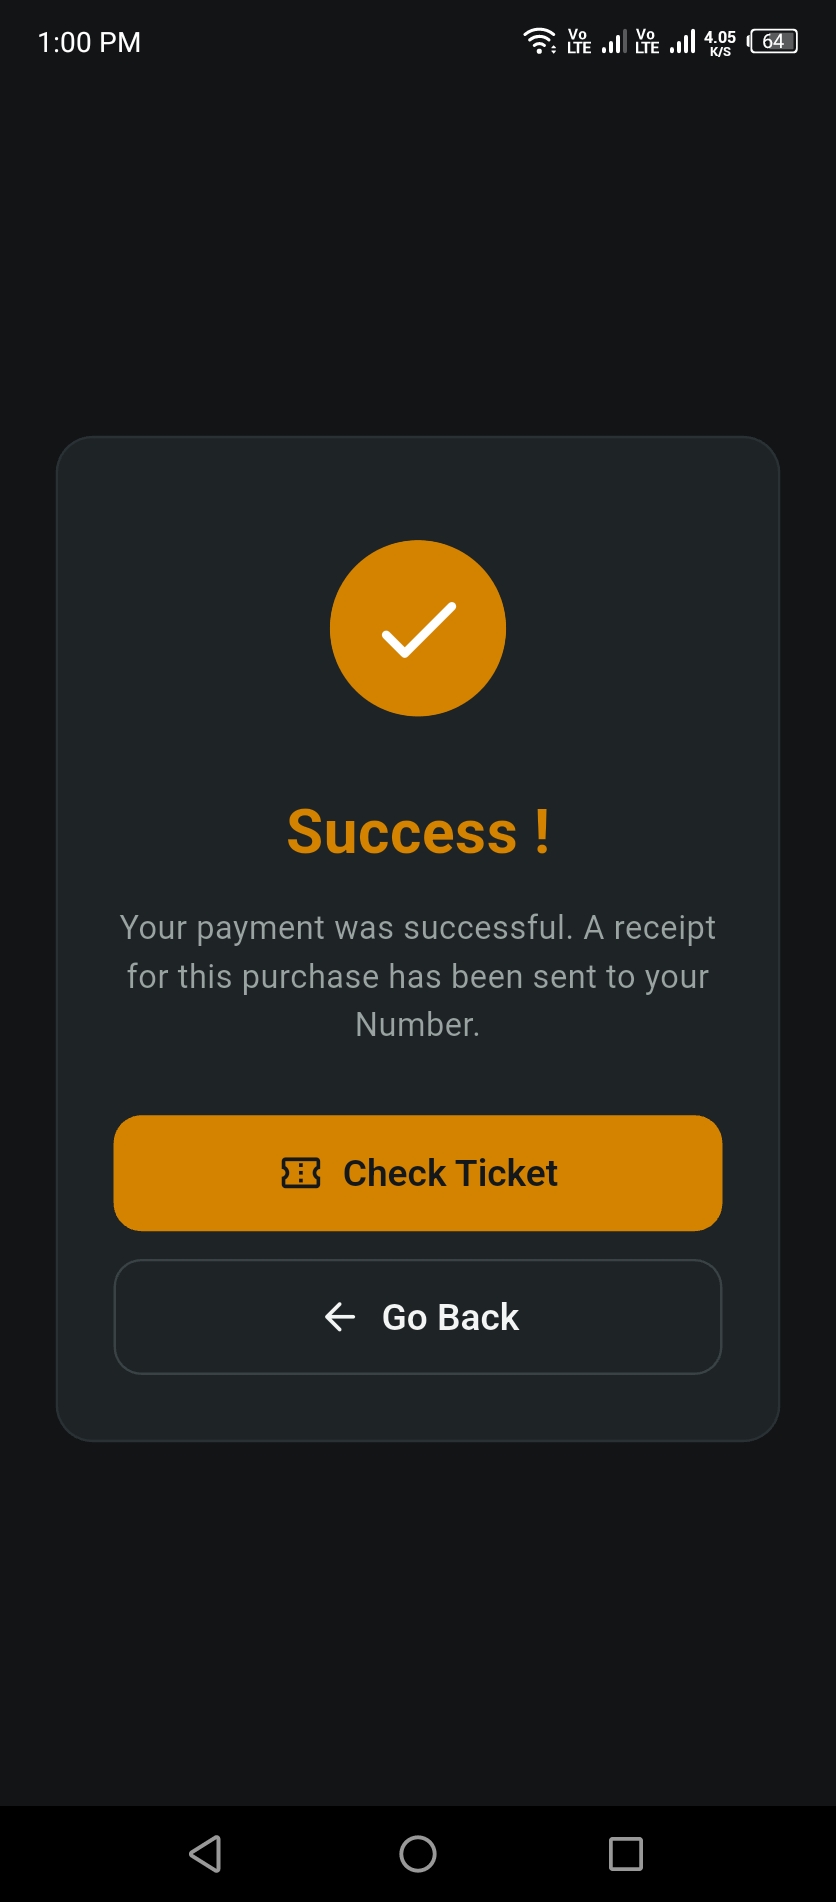 1:00 PM Vo LTE Vo LTE 4.05 K/S 64
Success !
Your payment was successful. A receipt
for this purchase has been sent to your
Number.
Check Ticket
Go Back